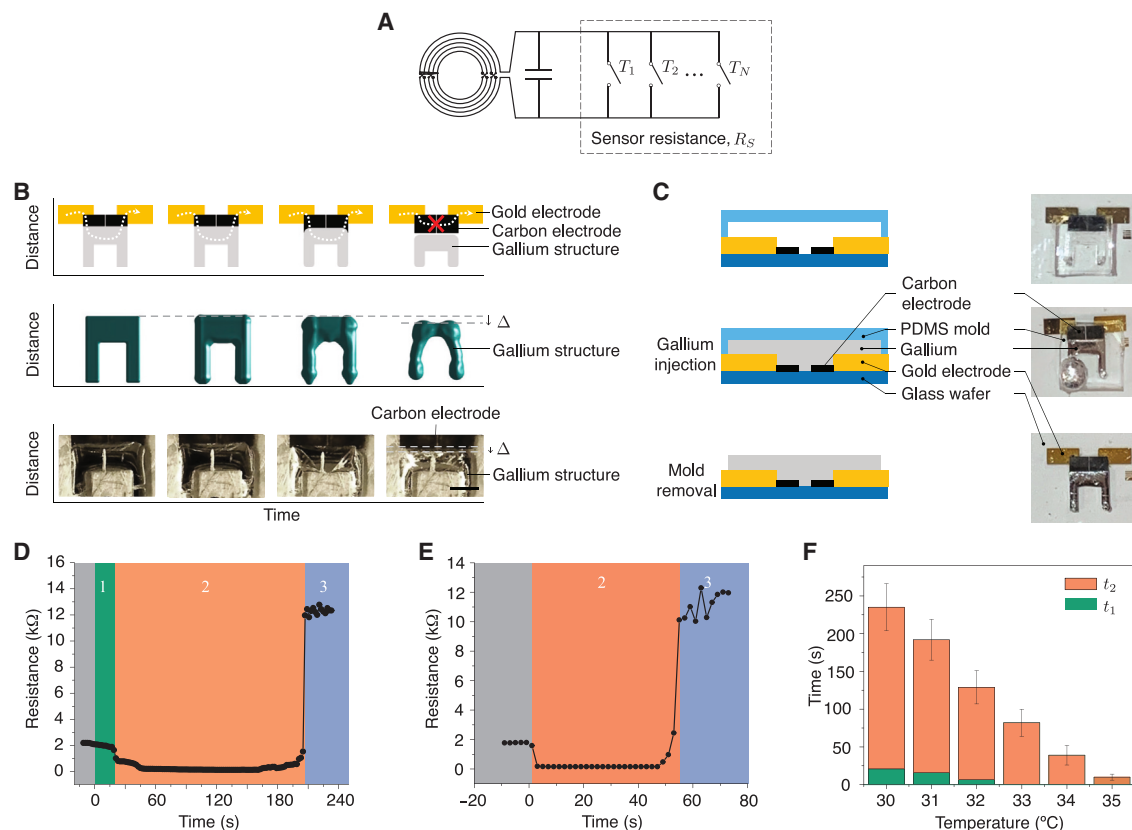 A
T1 T2 ... TN
Sensor resistance, RS
B
Distance
Gold electrode
Carbon electrode
Gallium structure
Distance
Δ
Gallium structure
Carbon electrode
Distance
Δ
Gallium structure
Time
C
Carbon
electrode
PDMS mold
Gallium
injection
Gallium
Gold electrode
Glass wafer
Mold
removal
D
16
14
12
10
8
6
4
2
0
Resistance (kΩ)
1 2 3
0 60 120 180 240
Time (s)
E
14
12
10
8
6
4
2
0
Resistance (kΩ)
2 3
−20 0 20 40 60 80
Time (s)
F
250
200
150
100
50
0
Time (s)
t2
t1
30 31 32 33 34 35
Temperature (ºC)